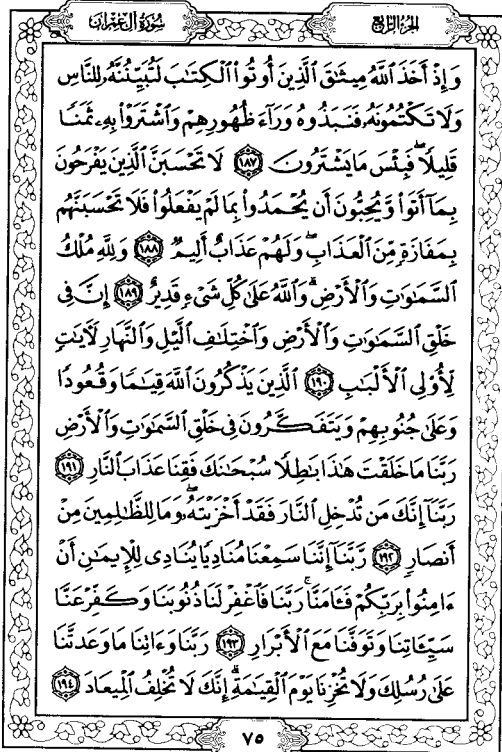 الجزء الرابع
سورة آل عمران
وَإِذْ أَخَذَ ٱللَّهُ مِيثَٰقَ ٱلَّذِينَ أُوتُوا۟ ٱلْكِتَٰبَ لَتُبَيِّنُنَّهُۥ لِلنَّاسِ
وَلَا تَكْتُمُونَهُۥ فَنَبَذُوهُ وَرَآءَ ظُهُورِهِمْ وَٱشْتَرَوْا۟ بِهِۦ ثَمَنًا
قَلِيلًا ۖ فَبِئْسَ مَا يَشْتَرُونَ ١٨٧ لَا تَحْسَبَنَّ ٱلَّذِينَ يَفْرَحُونَ
بِمَآ أَتَوا۟ وَّيُحِبُّونَ أَن يُحْمَدُوا۟ بِمَا لَمْ يَفْعَلُوا۟ فَلَا تَحْسَبَنَّهُم
بِمَفَازَةٍ مِّنَ ٱلْعَذَابِ ۖ وَلَهُمْ عَذَابٌ أَلِيمٌ ١٨٨ وَلِلَّهِ مُلْكُ
ٱلسَّمَٰوَٰتِ وَٱلْأَرْضِ ۗ وَٱللَّهُ عَلَىٰ كُلِّ شَىْءٍ قَدِيرٌ ١٨٩ إِنَّ فِى
خَلْقِ ٱلسَّمَٰوَٰتِ وَٱلْأَرْضِ وَٱخْتِلَٰفِ ٱلَّيْلِ وَٱلنَّهَارِ لَءَايَٰتٍ
لِّأُو۟لِى ٱلْأَلْبَٰبِ ١٩٠ ٱلَّذِينَ يَذْكُرُونَ ٱللَّهَ قِيَٰمًا وَقُعُودًا
وَعَلَىٰ جُنُوبِهِمْ وَيَتَفَكَّرُونَ فِى خَلْقِ ٱلسَّمَٰوَٰتِ وَٱلْأَرْضِ
رَبَّنَا مَا خَلَقْتَ هَٰذَا بَٰطِلًا سُبْحَٰنَكَ فَقِنَا عَذَابَ ٱلنَّارِ ١٩١
رَبَّنَآ إِنَّكَ مَن تُدْخِلِ ٱلنَّارَ فَقَدْ أَخْزَيْتَهُۥ ۖ وَمَا لِلظَّٰلِمِينَ مِنْ
أَنصَارٍ ١٩٢ رَّبَّنَآ إِنَّنَا سَمِعْنَا مُنَادِيًا يُنَادِى لِلْإِيمَٰنِ أَنْ
ءَامِنُوا۟ بِرَبِّكُمْ فَـَٔامَنَّا ۚ رَبَّنَا فَٱغْفِرْ لَنَا ذُنُوبَنَا وَكَفِّرْ عَنَّا
سَيِّـَٔاتِنَا وَتَوَفَّنَا مَعَ ٱلْأَبْرَارِ ١٩٣ رَبَّنَا وَءَاتِنَا مَا وَعَدتَّنَا
عَلَىٰ رُسُلِكَ وَلَا تُخْزِنَا يَوْمَ ٱلْقِيَٰمَةِ ۗ إِنَّكَ لَا تُخْلِفُ ٱلْمِيعَادَ ١٩٤
٧٥